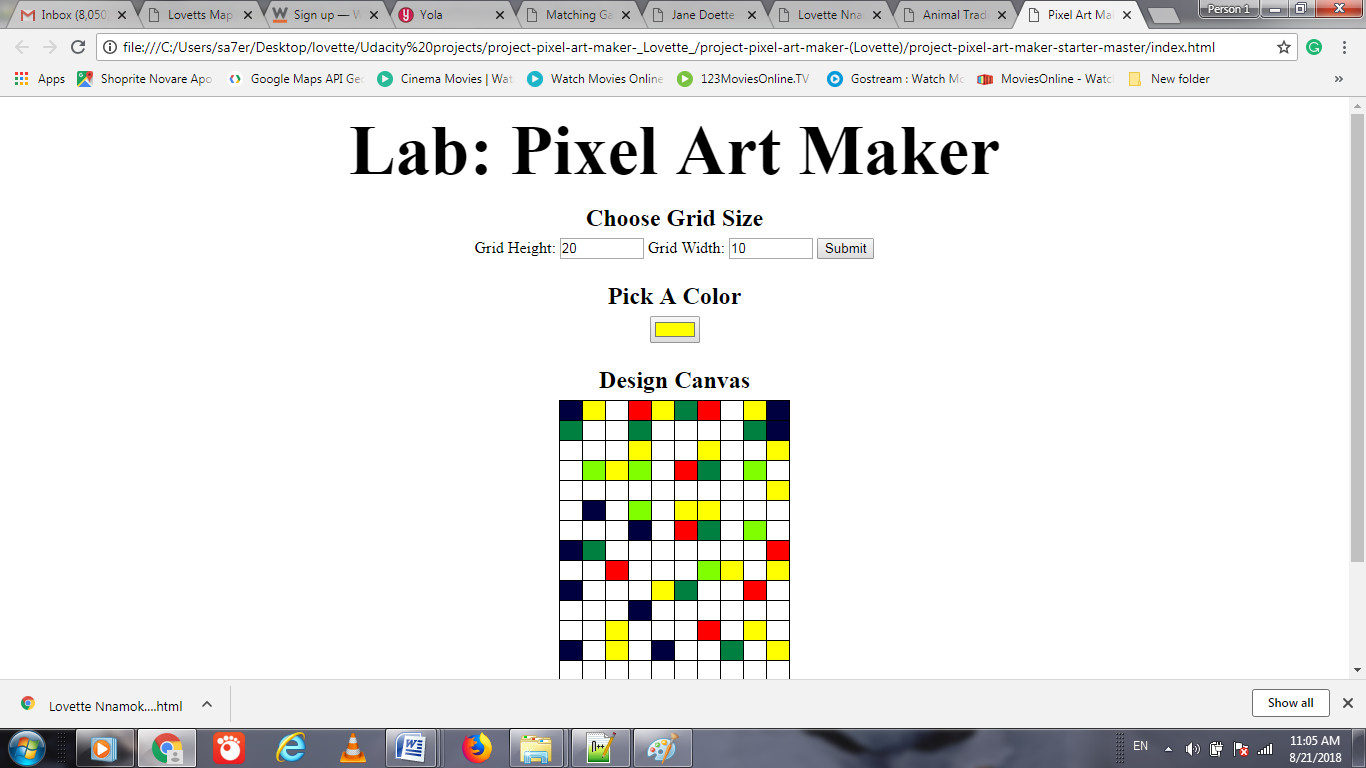 Inbox (8,050 Lovetts Map Sign up — W Yola Matching Ga Jane Doette Lovette Nna Animal Trad Pixel Art Ma Person 1
file:///C:/Users/sa7er/Desktop/lovette/Udacity%20projects/project-pixel-art-maker-_Lovette_/project-pixel-art-maker-(Lovette)/project-pixel-art-maker-starter-master/index.html
Apps Shoprite Novare Apo Google Maps API Geo Cinema Movies | Wat Watch Movies Online 123MoviesOnline.TV Gostream : Watch Mo MoviesOnline - Watc New folder »
Lab: Pixel Art Maker
Choose Grid Size
Grid Height: 20 Grid Width: 10 Submit
Pick A Color
Design Canvas
Lovette Nnamok....html Show all
EN 11:05 AM
8/21/2018